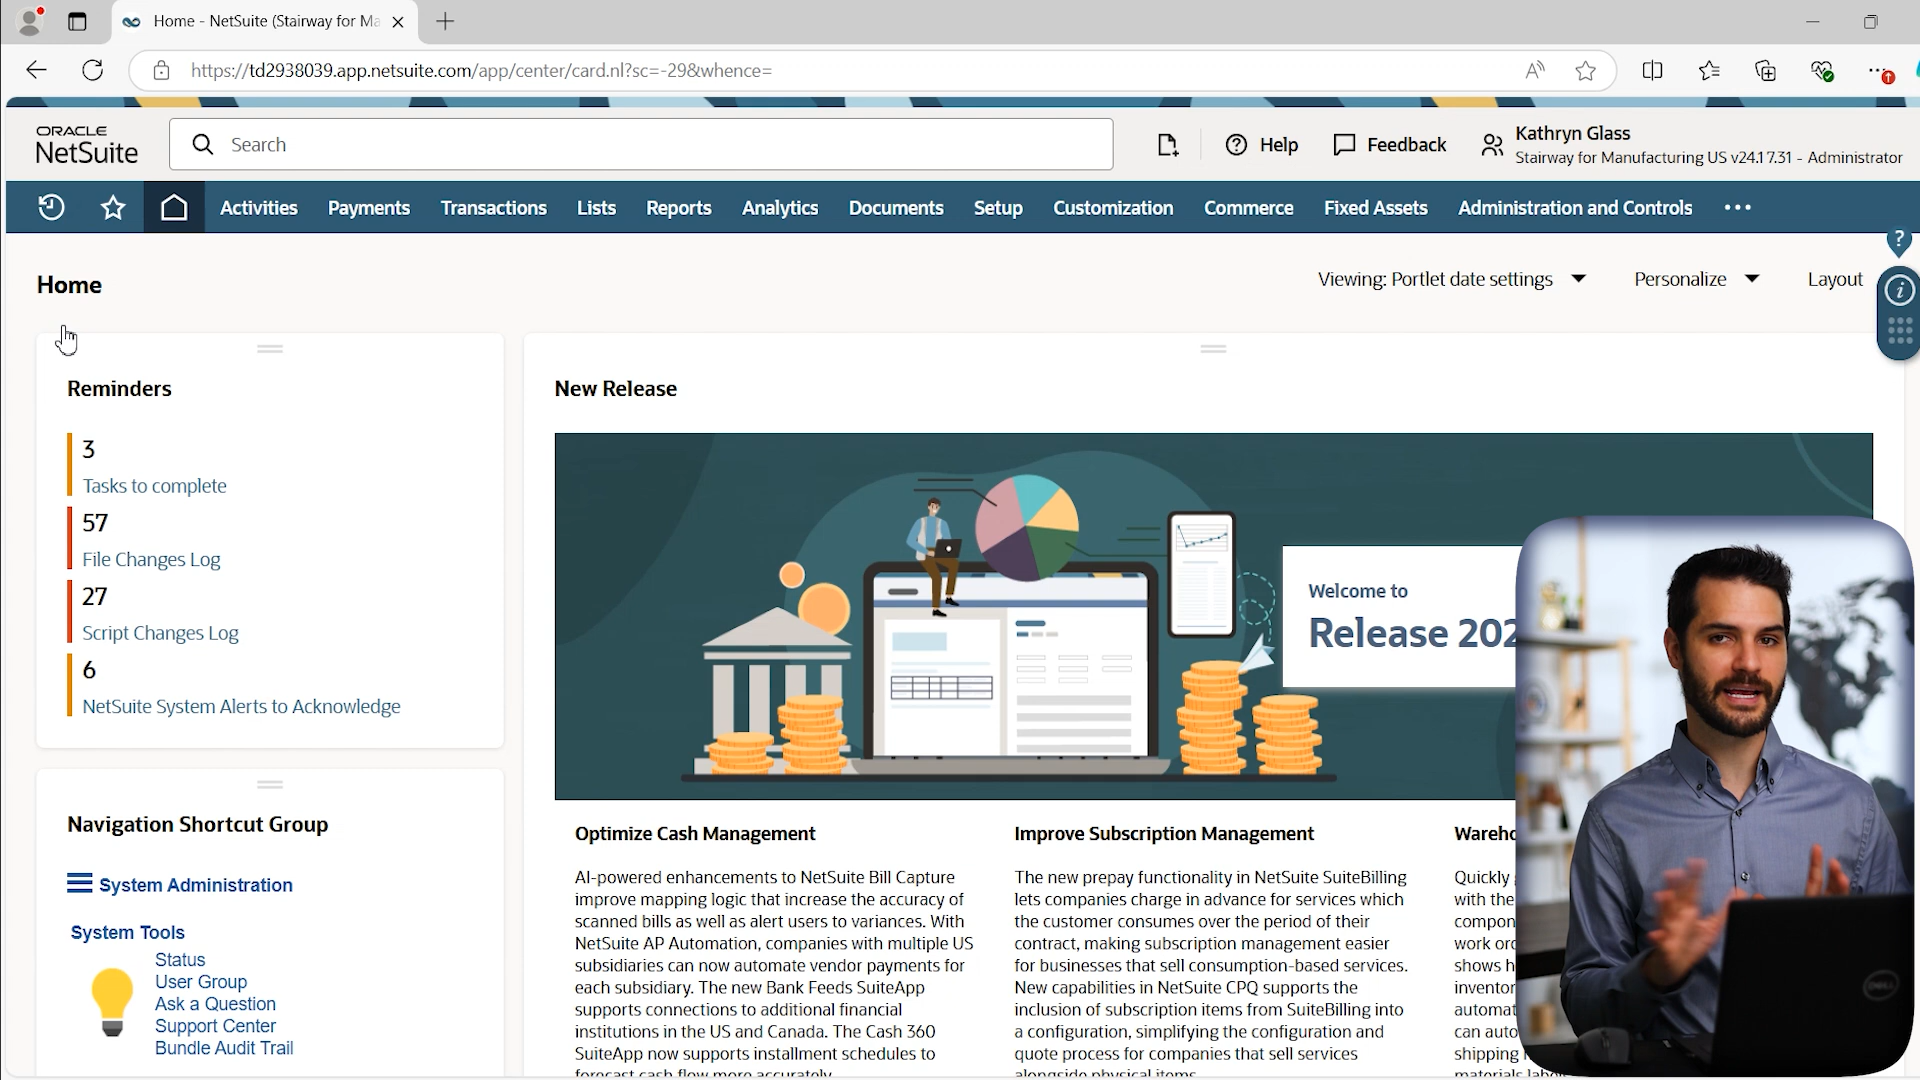 Home - NetSuite (Stairway for Ma
https://td2938039.app.netsuite.com/app/center/card.nl?sc=-29&whence=
ORACLE
NetSuite
Search
Help
Feedback
Kathryn Glass
Stairway for Manufacturing US v24.1 7.31 - Administrator
Activities
Payments
Transactions
Lists
Reports
Analytics
Documents
Setup
Customization
Commerce
Fixed Assets
Administration and Controls
Home
Viewing: Portlet date settings
Personalize
Layout
Reminders
3
Tasks to complete
57
File Changes Log
27
Script Changes Log
6
NetSuite System Alerts to Acknowledge
Navigation Shortcut Group
System Administration
System Tools
Status
User Group
Ask a Question
Support Center
Bundle Audit Trail
New Release
Welcome to
Release 202
Optimize Cash Management
AI-powered enhancements to NetSuite Bill Capture
improve mapping logic that increase the accuracy of
scanned bills as well as alert users to variances. With
NetSuite AP Automation, companies with multiple US
subsidiaries can now automate vendor payments for
each subsidiary. The new Bank Feeds SuiteApp
supports connections to additional financial
institutions in the US and Canada. The Cash 360
SuiteApp now supports installment schedules to
forecast cash flow more accurately.
Improve Subscription Management
The new prepay functionality in NetSuite SuiteBilling
lets companies charge in advance for services which
the customer consumes over the period of their
contract, making subscription management easier
for businesses that sell consumption-based services.
New capabilities in NetSuite CPQ supports the
inclusion of subscription items from SuiteBilling into
a configuration, simplifying the configuration and
quote process for companies that sell services
alongside physical items.
Wareho
Quickly
with the
compon
work or
shows h
inventor
automat
can auto
shipping
materials lab
DELL